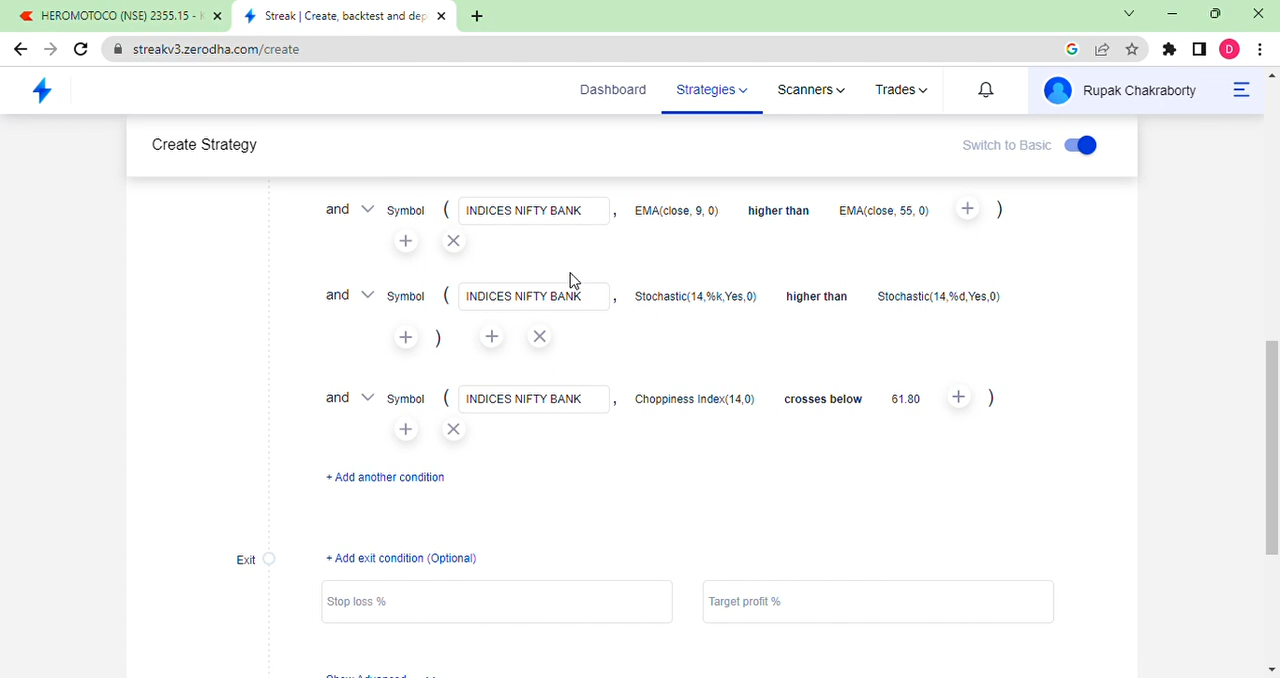 HEROMOTOCO (NSE) 2355.15 -
Streak | Create, backtest and dep
streakv3.zerodha.com/create
D
Dashboard Strategies Scanners Trades Rupak Chakraborty
Create Strategy Switch to Basic
and Symbol ( INDICES NIFTY BANK , EMA(close, 9, 0) higher than EMA(close, 55, 0) + )
+ ×
and Symbol ( INDICES NIFTY BANK , Stochastic(14,%k,Yes,0) higher than Stochastic(14,%d,Yes,0)
+ ) + ×
and Symbol ( INDICES NIFTY BANK , Choppiness Index(14,0) crosses below 61.80 + )
+ ×
+ Add another condition
Exit + Add exit condition (Optional)
Stop loss % Target profit %